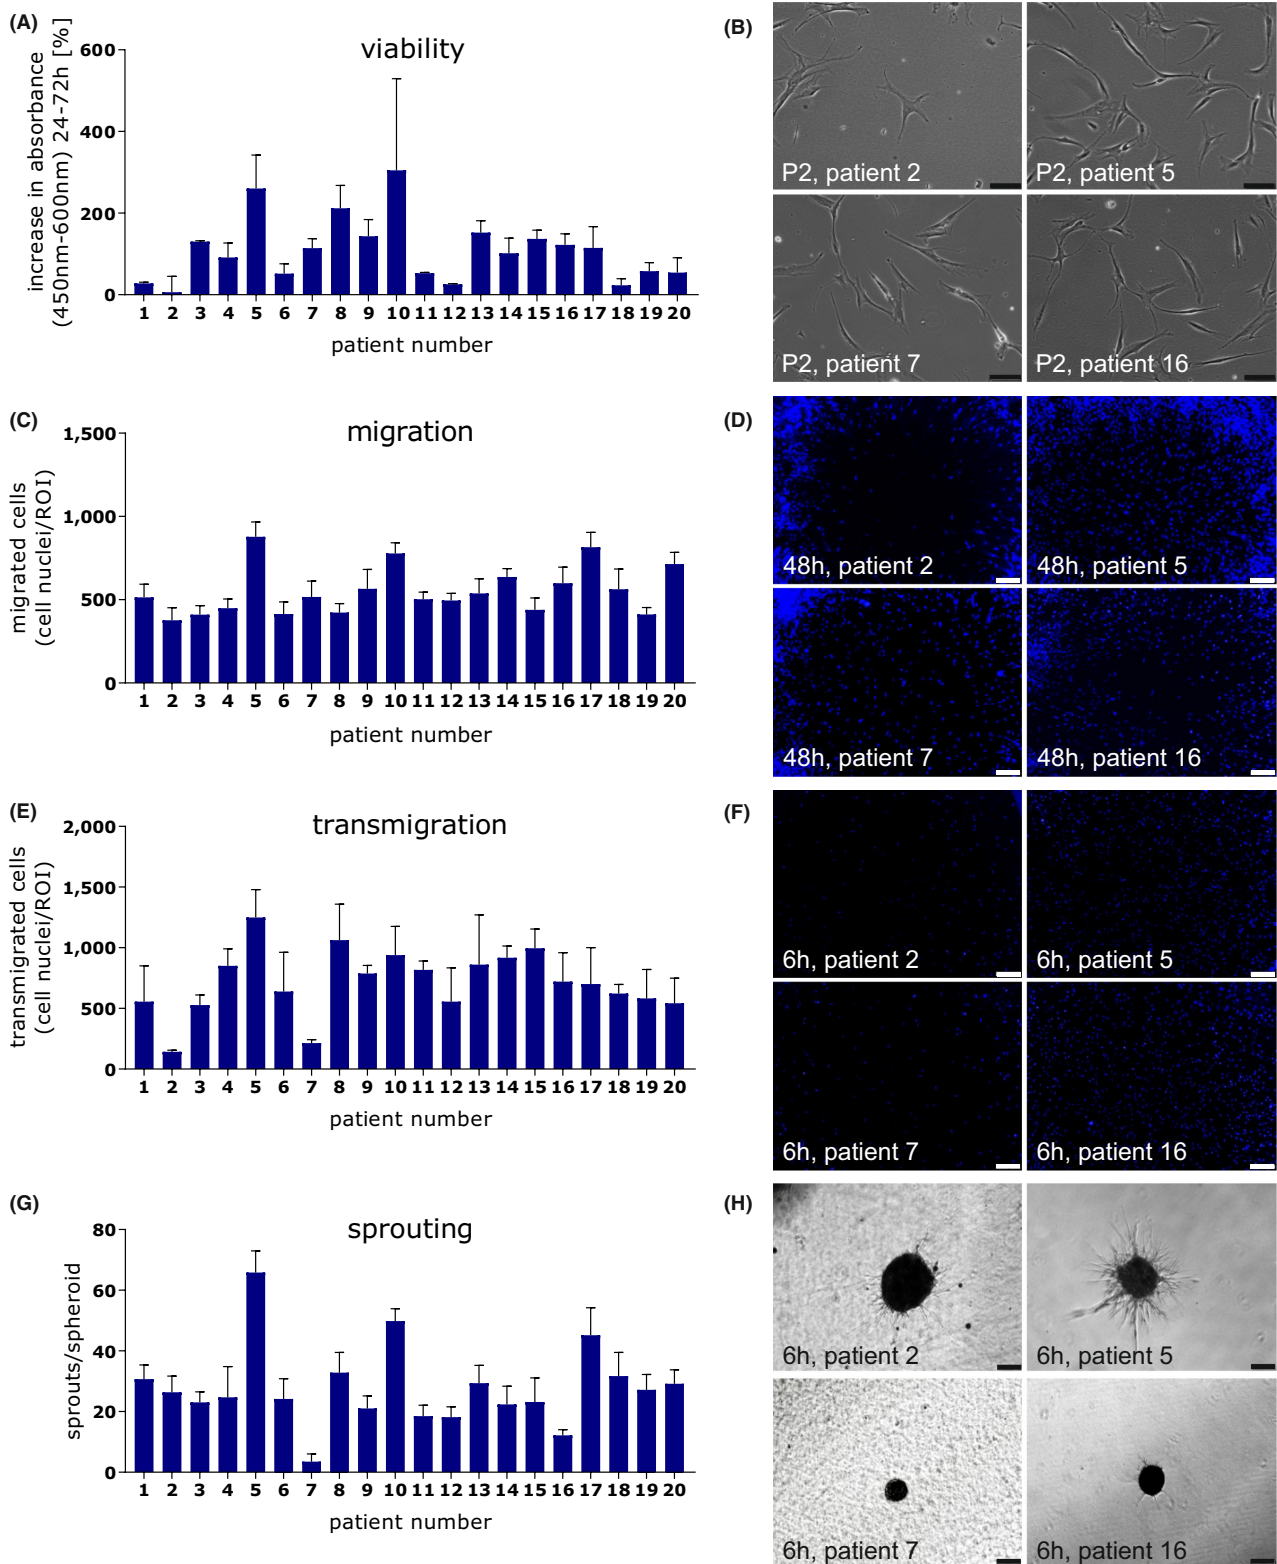 (A)
viability
increase in absorbance
(450nm-600nm) 24-72h [%]
600
400
200
0
1 2 3 4 5 6 7 8 9 10 11 12 13 14 15 16 17 18 19 20
patient number
(B)
P2, patient 2
P2, patient 5
P2, patient 7
P2, patient 16
(C)
migration
migrated cells
(cell nuclei/ROI)
1,500
1,000
500
0
1 2 3 4 5 6 7 8 9 10 11 12 13 14 15 16 17 18 19 20
patient number
(D)
48h, patient 2
48h, patient 5
48h, patient 7
48h, patient 16
(E)
transmigration
transmigrated cells
(cell nuclei/ROI)
2,000
1,500
1,000
500
0
1 2 3 4 5 6 7 8 9 10 11 12 13 14 15 16 17 18 19 20
patient number
(F)
6h, patient 2
6h, patient 5
6h, patient 7
6h, patient 16
(G)
sprouting
sprouts/spheroid
80
60
40
20
0
1 2 3 4 5 6 7 8 9 10 11 12 13 14 15 16 17 18 19 20
patient number
(H)
6h, patient 2
6h, patient 5
6h, patient 7
6h, patient 16